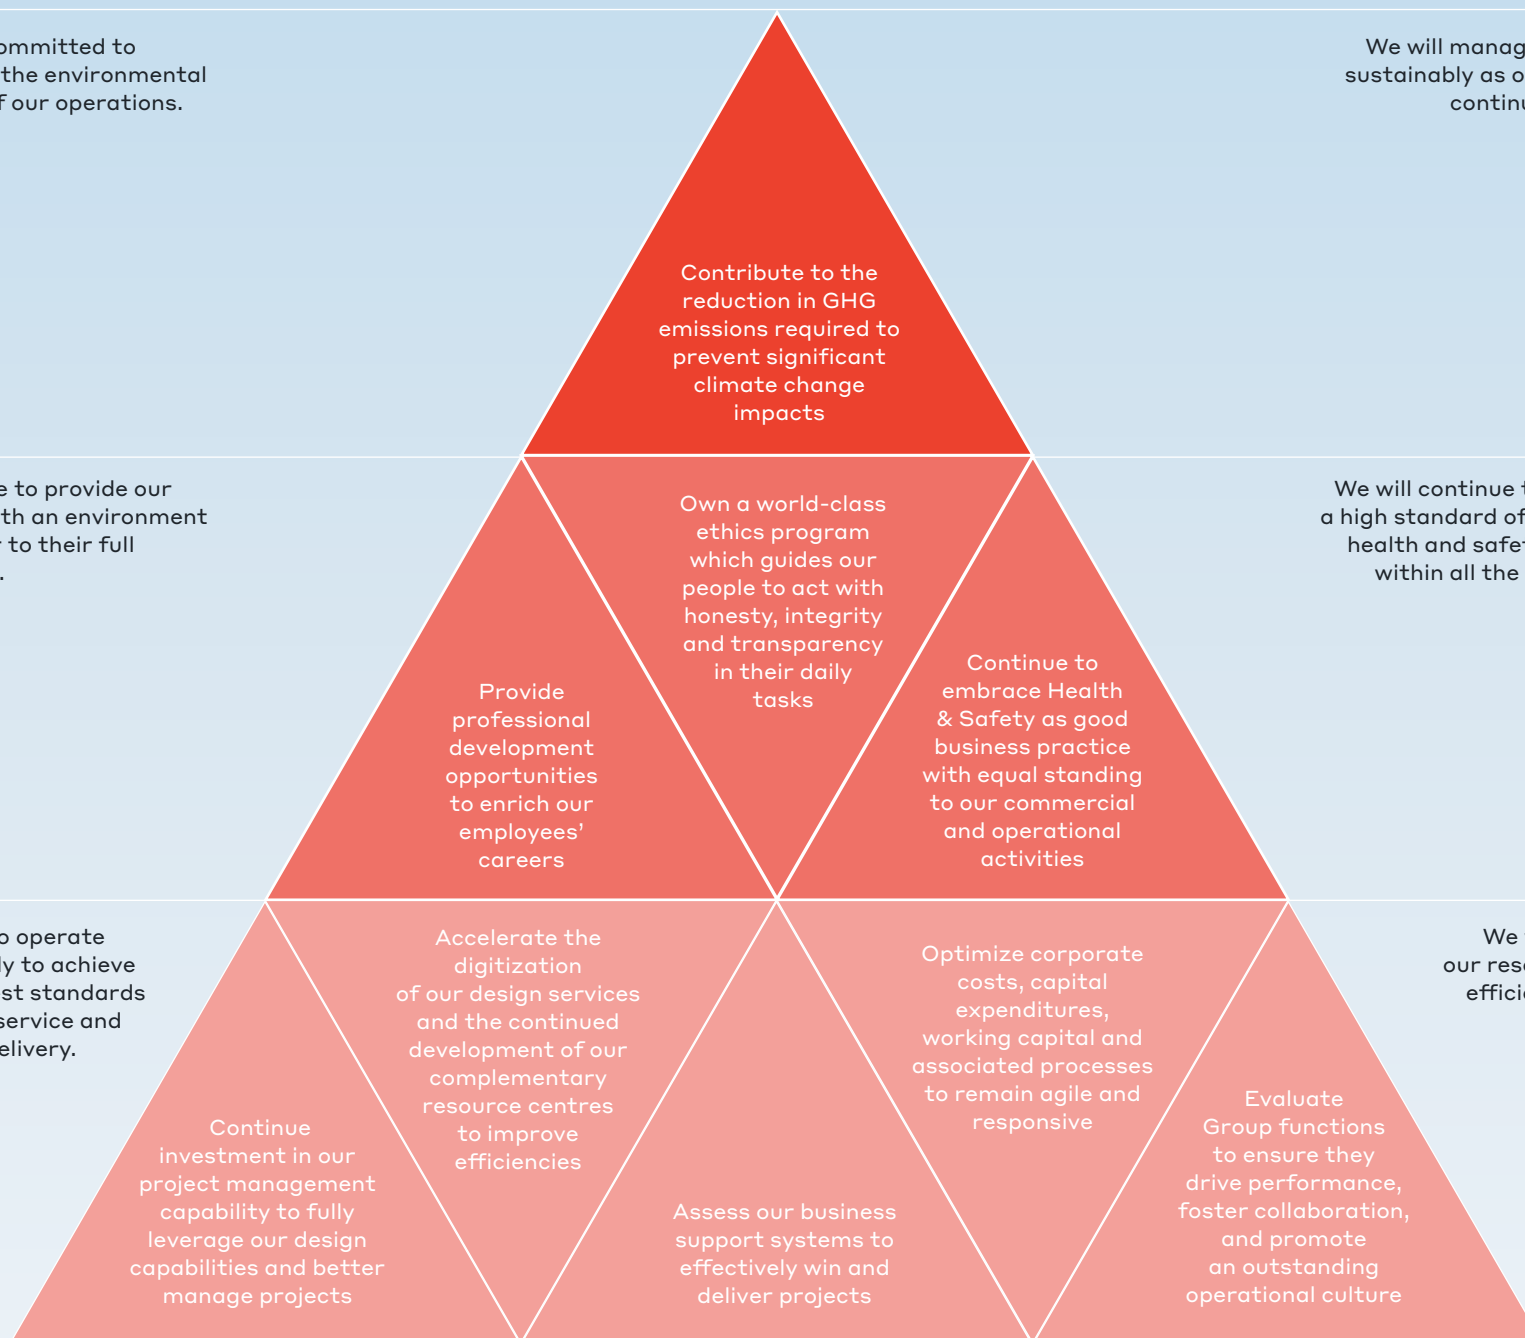 ommitted to
the environmental
f our operations.
We will manag
sustainably as o
continu
Contribute to the
reduction in GHG
emissions required to
prevent significant
climate change
impacts
e to provide our
th an environment
r to their full
.
Own a world-class
ethics program
which guides our
people to act with
honesty, integrity
and transparency
in their daily
tasks
We will continue t
a high standard of
health and safet
within all the
Provide
professional
development
opportunities
to enrich our
employees’
careers
Continue to
embrace Health
& Safety as good
business practice
with equal standing
to our commercial
and operational
activities
o operate
ly to achieve
est standards
service and
elivery.
Accelerate the
digitization
of our design services
and the continued
development of our
complementary
resource centres
to improve
efficiencies
Optimize corporate
costs, capital
expenditures,
working capital and
associated processes
to remain agile and
responsive
We
our reso
efficie
Continue
investment in our
project management
capability to fully
leverage our design
capabilities and better
manage projects
Assess our business
support systems to
effectively win and
deliver projects
Evaluate
Group functions
to ensure they
drive performance,
foster collaboration,
and promote
an outstanding
operational culture